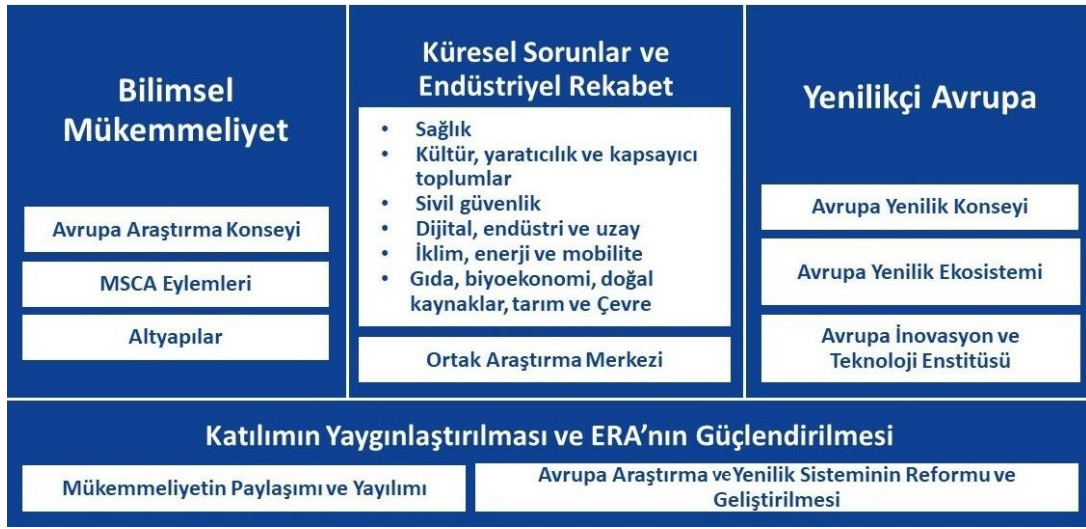 Bilimsel
Mükemmeliyet
Avrupa Araştırma Konseyi
MSCA Eylemleri
Altyapılar
Küresel Sorunlar ve
Endüstriyel Rekabet
• Sağlık
• Kültür, yaratıcılık ve kapsayıcı
toplumlar
• Sivil güvenlik
• Dijital, endüstri ve uzay
• İklim, enerji ve mobilite
• Gıda, biyoekonomi, doğal
kaynaklar, tarım ve Çevre
Ortak Araştırma Merkezi
Yenilikçi Avrupa
Avrupa Yenilik Konseyi
Avrupa Yenilik Ekosistemi
Avrupa İnovasyon ve
Teknoloji Enstitüsü
Katılımın Yaygınlaştırılması ve ERA’nın Güçlendirilmesi
Mükemmeliyetin Paylaşımı ve Yayılımı
Avrupa Araştırma ve Yenilik Sisteminin Reformu ve
Geliştirilmesi